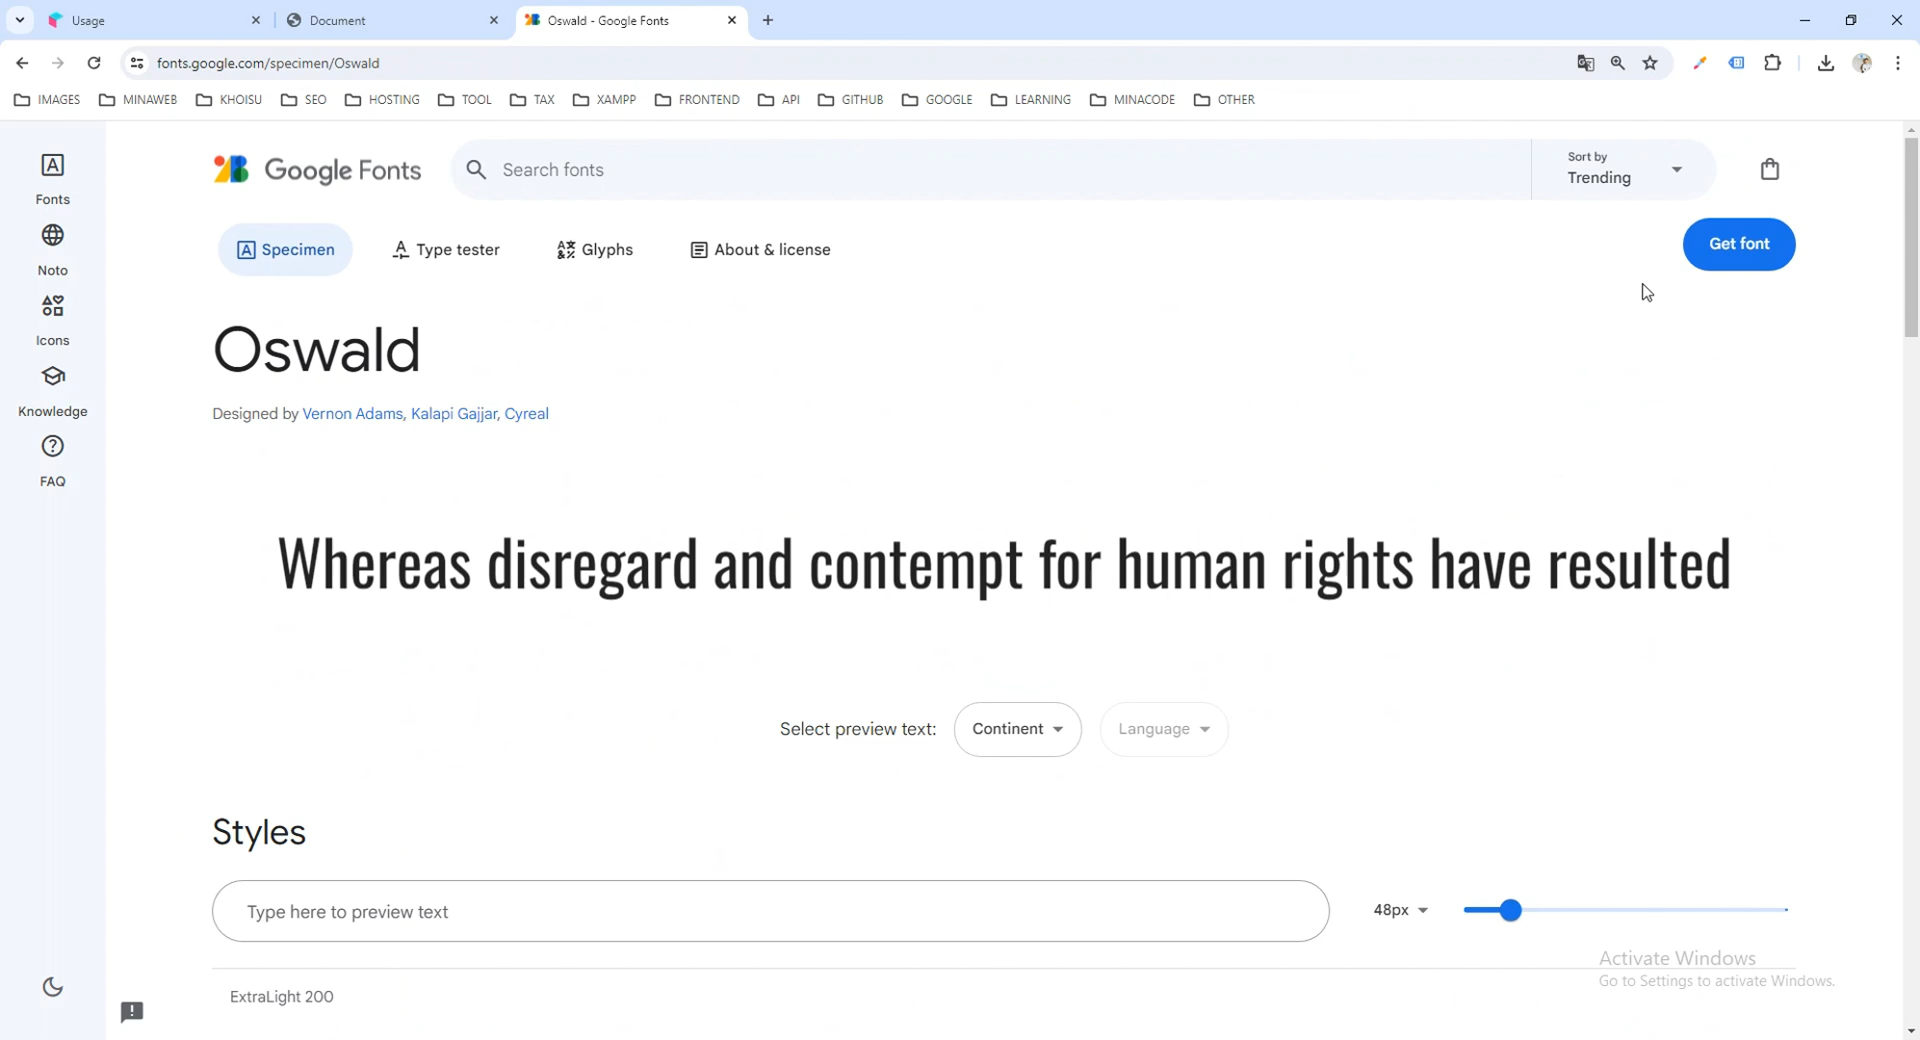 Usage
Document
Oswald - Google Fonts
fonts.google.com/specimen/Oswald
IMAGES MINAWEB KHOISU SEO HOSTING TOOL TAX XAMPP FRONTEND API GITHUB GOOGLE LEARNING MINACODE OTHER
Google Fonts
Search fonts
Sort by
Trending
Fonts
Noto
Icons
Knowledge
FAQ
Specimen Type tester Glyphs About & license
Get font
Oswald
Designed by Vernon Adams, Kalapi Gajjar, Cyreal
Whereas disregard and contempt for human rights have resulted
Select preview text: Continent Language
Styles
Type here to preview text
48px
Activate Windows
Go to Settings to activate Windows.
ExtraLight 200